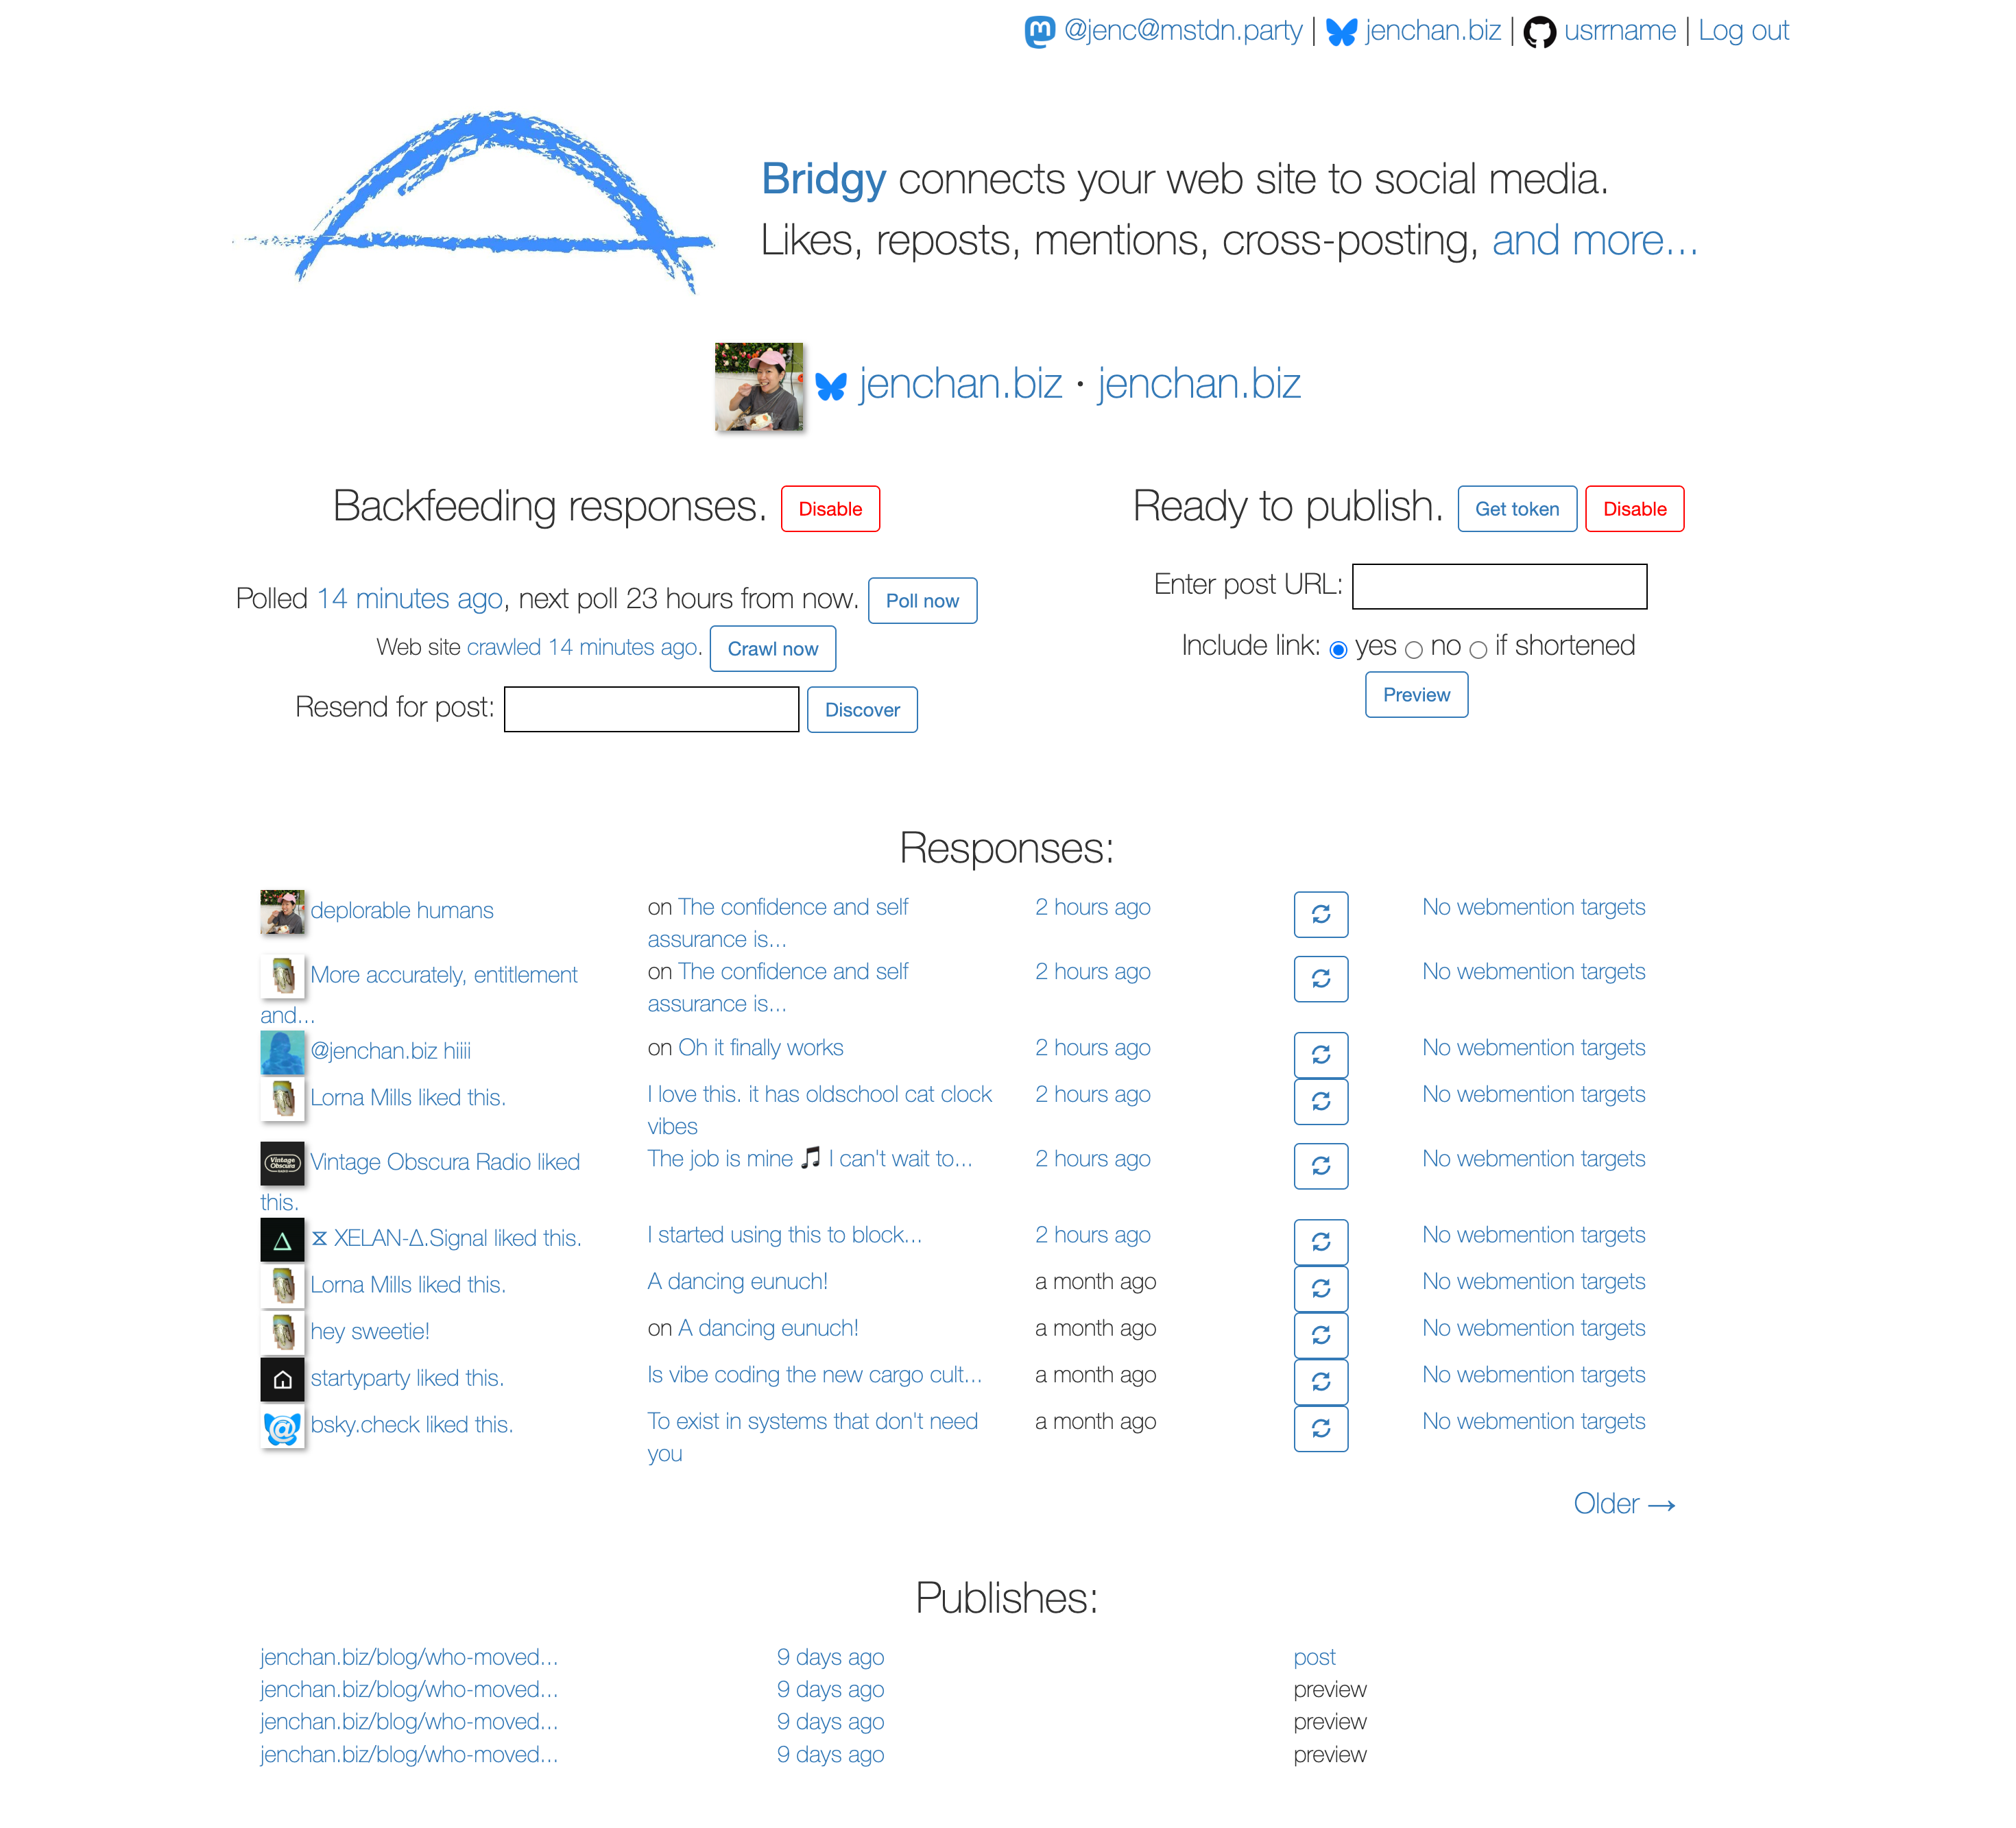 @jenc@mstdn.party | jenchan.biz | usrrname | Log out
Bridgy connects your web site to social media.
Likes, reposts, mentions, cross-posting, and more...
jenchan.biz · jenchan.biz
Backfeeding responses. Disable
Polled 14 minutes ago, next poll 23 hours from now. Poll now
Web site crawled 14 minutes ago. Crawl now
Resend for post: Discover
Ready to publish. Get token Disable
Enter post URL:
Include link: yes no if shortened
Preview
Responses:
deplorable humans on The confidence and self 2 hours ago No webmention targets
assurance is...
More accurately, entitlement on The confidence and self 2 hours ago No webmention targets
and... assurance is...
@jenchan.biz hiiii on Oh it finally works 2 hours ago No webmention targets
Lorna Mills liked this. I love this. it has oldschool cat clock 2 hours ago No webmention targets
vibes
Vintage Obscura Radio liked The job is mine 🎵 I can't wait to... 2 hours ago No webmention targets
this.
⧖ XELAN-Δ.Signal liked this. I started using this to block... 2 hours ago No webmention targets
Lorna Mills liked this. A dancing eunuch! a month ago No webmention targets
hey sweetie! on A dancing eunuch! a month ago No webmention targets
startyparty liked this. Is vibe coding the new cargo cult... a month ago No webmention targets
bsky.check liked this. To exist in systems that don't need a month ago No webmention targets
you
Older →
Publishes:
jenchan.biz/blog/who-moved... 9 days ago post
jenchan.biz/blog/who-moved... 9 days ago preview
jenchan.biz/blog/who-moved... 9 days ago preview
jenchan.biz/blog/who-moved... 9 days ago preview